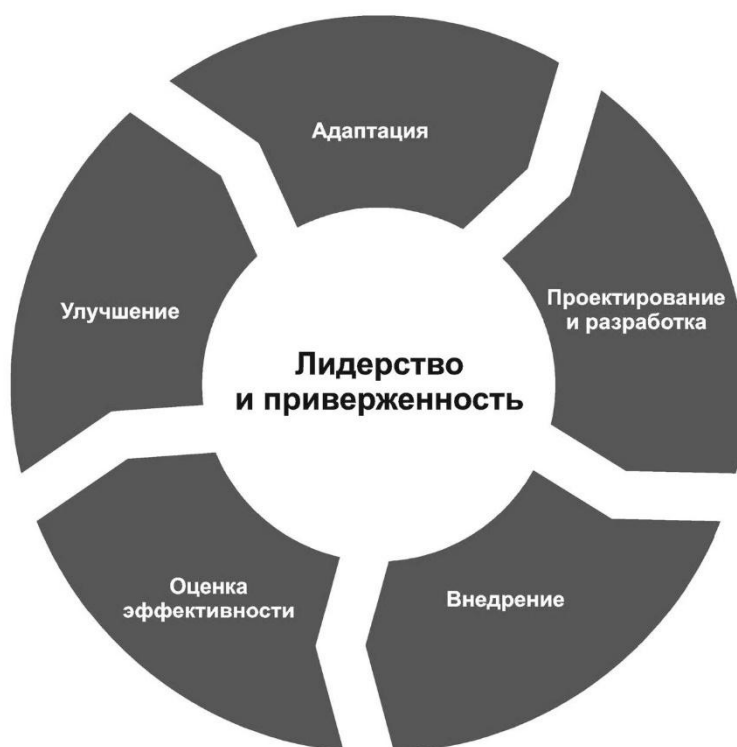 Адаптация
Проектирование
и разработка
Внедрение
Оценка
эффективности
Улучшение
Лидерство
и приверженность